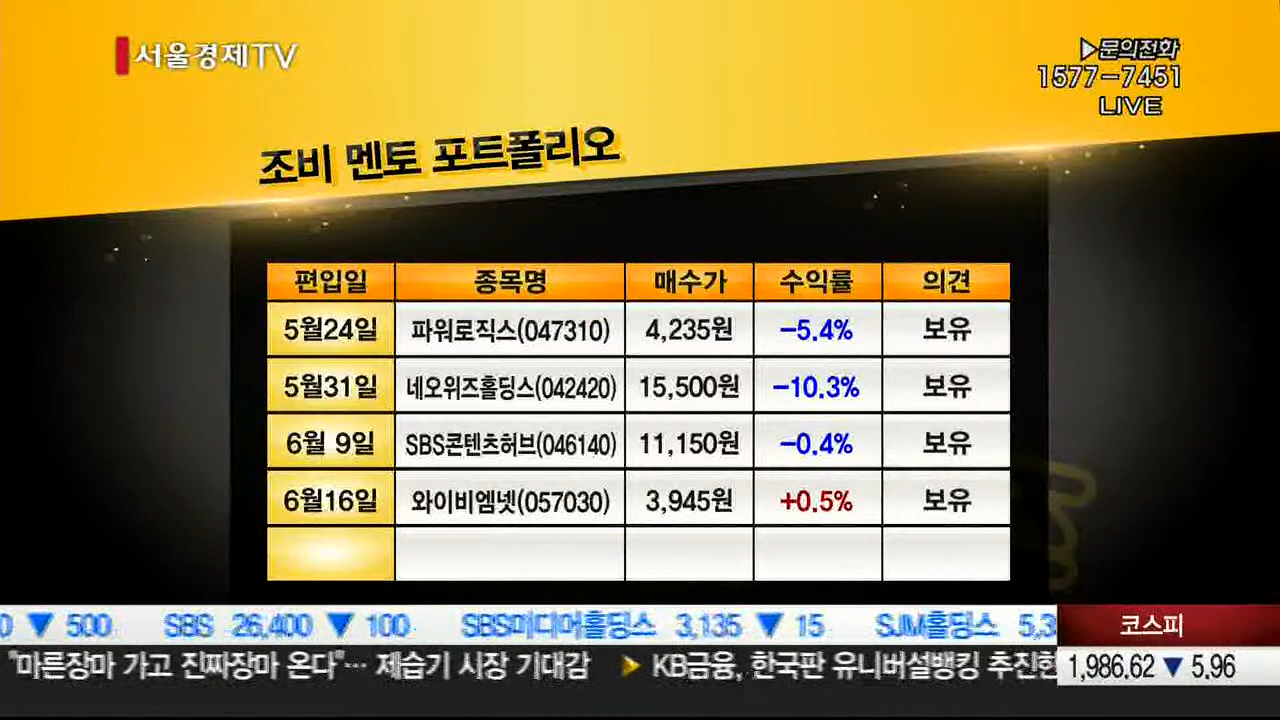 서울경제TV
▶문의전화
1577-7451
LIVE
조비 멘토 포트폴리오
편입일 종목명 매수가 수익률 의견
5월24일 파워로직스(047310) 4,235원 -5.4% 보유
5월31일 네오위즈홀딩스(042420) 15,500원 -10.3% 보유
6월 9일 SBS콘텐츠허브(046140) 11,150원 -0.4% 보유
6월16일 와이비엠넷(057030) 3,945원 +0.5% 보유
0 ▼ 500 SBS 26,400 ▼ 100 SBS미디어홀딩스 3,135 ▼ 15 SJM홀딩스 5,3
코스피
"마른장마 가고 진짜장마 온다"… 제습기 시장 기대감 ▶ KB금융, 한국판 유니버설뱅킹 추진한
1,986.62 ▼ 5.96